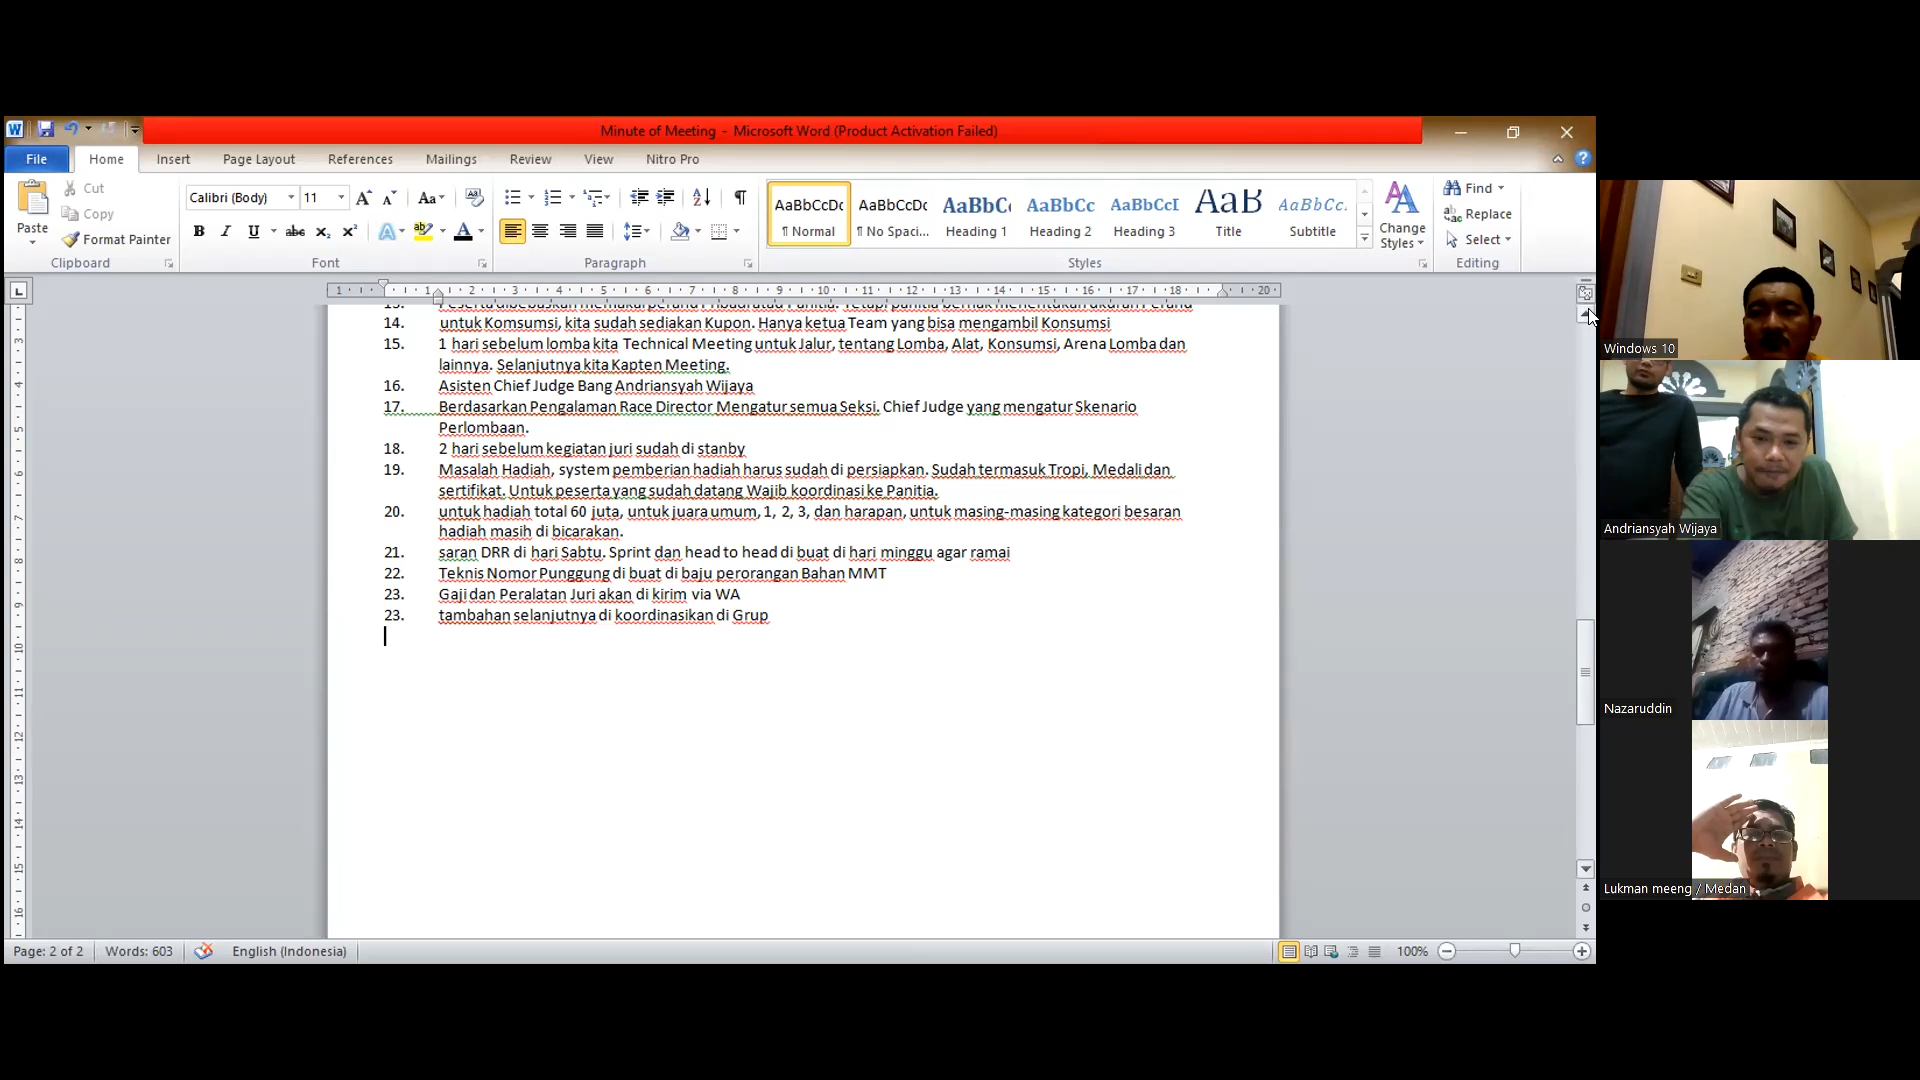 Minute of Meeting - Microsoft Word (Product Activation Failed)
File Home Insert Page Layout References Mailings Review View Nitro Pro
Paste
Cut
Copy
Format Painter
Clipboard
Calibri (Body) 11
Font
Paragraph
AaBbCcDc AaBbCcDc AaBbC AaBbCc AaBbCcI AaB AaBbCc.
¶ Normal ¶ No Spaci... Heading 1 Heading 2 Heading 3 Title Subtitle
Change Styles
Styles
Find
Replace
Select
Editing
14. untuk Komsumsi, kita sudah sediakan Kupon. Hanya ketua Team yang bisa mengambil Konsumsi
15. 1 hari sebelum lomba kita Technical Meeting untuk Jalur, tentang Lomba, Alat, Konsumsi, Arena Lomba dan
lainnya. Selanjutnya kita Kapten Meeting.
16. Asisten Chief Judge Bang Andriansyah Wijaya
17. Berdasarkan Pengalaman Race Director Mengatur semua Seksi. Chief Judge yang mengatur Skenario
Perlombaan.
18. 2 hari sebelum kegiatan juri sudah di stanby
19. Masalah Hadiah, system pemberian hadiah harus sudah di persiapkan. Sudah termasuk Tropi, Medali dan
sertifikat. Untuk peserta yang sudah datang Wajib koordinasi ke Panitia.
20. untuk hadiah total 60 juta, untuk juara umum, 1, 2, 3, dan harapan, untuk masing-masing kategori besaran
hadiah masih di bicarakan.
21. saran DRR di hari Sabtu. Sprint dan head to head di buat di hari minggu agar ramai
22. Teknis Nomor Punggung di buat di baju perorangan Bahan MMT
23. Gaji dan Peralatan Juri akan di kirim via WA
23. tambahan selanjutnya di koordinasikan di Grup
Page: 2 of 2 Words: 603 English (Indonesia) 100%
Windows 10
Andriansyah Wijaya
Nazaruddin
Lukman meeng / Medan